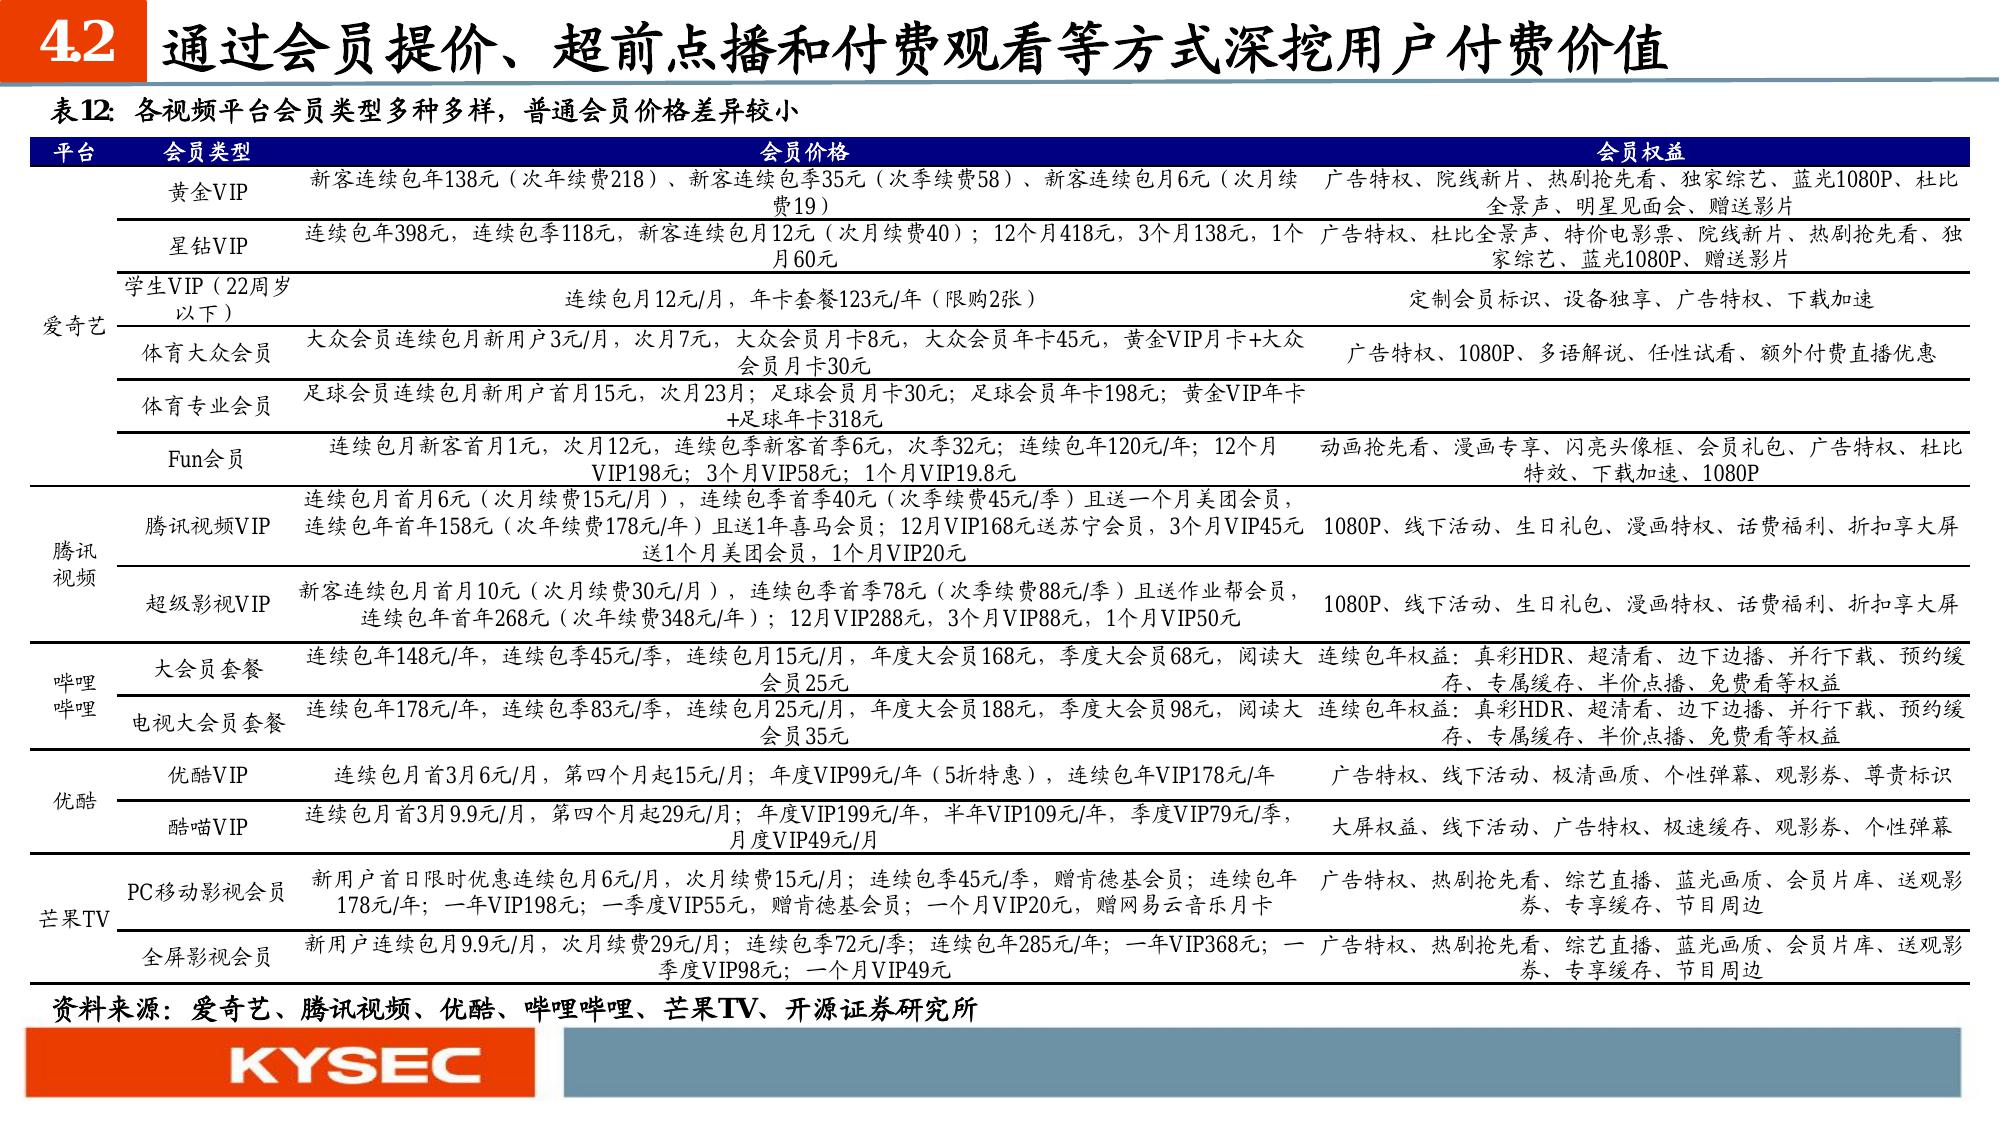 4.2 通过会员提价、超前点播和付费观看等方式深挖用户付费价值
表12：各视频平台会员类型多种多样，普通会员价格差异较小
平台 会员类型 会员价格 会员权益
爱奇艺
黄金VIP
新客连续包年138元（次年续费218）、新客连续包季35元（次季续费58）、新客连续包月6元（次月续
费19）
广告特权、院线新片、热剧抢先看、独家综艺、蓝光1080P、杜比
全景声、明星见面会、赠送影片
星钻VIP
连续包年398元，连续包季118元，新客连续包月12元（次月续费40）；12个月418元，3个月138元，1个
月60元
广告特权、杜比全景声、特价电影票、院线新片、热剧抢先看、独
家综艺、蓝光1080P、赠送影片
学生VIP（22周岁
以下）
连续包月12元/月，年卡套餐123元/年（限购2张）
定制会员标识、设备独享、广告特权、下载加速
体育大众会员
大众会员连续包月新用户3元/月，次月7元，大众会员月卡8元，大众会员年卡45元，黄金VIP月卡+大众
会员月卡30元
广告特权、1080P、多语解说、任性试看、额外付费直播优惠
体育专业会员
足球会员连续包月新用户首月15元，次月23月；足球会员月卡30元；足球会员年卡198元；黄金VIP年卡
+足球年卡318元
Fun会员
连续包月新客首月1元，次月12元，连续包季新客首季6元，次季32元；连续包年120元/年；12个月
VIP198元；3个月VIP58元；1个月VIP19.8元
动画抢先看、漫画专享、闪亮头像框、会员礼包、广告特权、杜比
特效、下载加速、1080P
腾讯
视频
腾讯视频VIP
连续包月首月6元（次月续费15元/月），连续包季首季40元（次季续费45元/季）且送一个月美团会员，
连续包年首年158元（次年续费178元/年）且送1年喜马会员；12月VIP168元送苏宁会员，3个月VIP45元
送1个月美团会员，1个月VIP20元
1080P、线下活动、生日礼包、漫画特权、话费福利、折扣享大屏
超级影视VIP
新客连续包月首月10元（次月续费30元/月），连续包季首季78元（次季续费88元/季）且送作业帮会员，
连续包年首年268元（次年续费348元/年）；12月VIP288元，3个月VIP88元，1个月VIP50元
1080P、线下活动、生日礼包、漫画特权、话费福利、折扣享大屏
哔哩
哔哩
大会员套餐
连续包年148元/年，连续包季45元/季，连续包月15元/月，年度大会员168元，季度大会员68元，阅读大
会员25元
连续包年权益：真彩HDR、超清看、边下边播、并行下载、预约缓
存、专属缓存、半价点播、免费看等权益
电视大会员套餐
连续包年178元/年，连续包季83元/季，连续包月25元/月，年度大会员188元，季度大会员98元，阅读大
会员35元
连续包年权益：真彩HDR、超清看、边下边播、并行下载、预约缓
存、专属缓存、半价点播、免费看等权益
优酷
优酷VIP
连续包月首3月6元/月，第四个月起15元/月；年度VIP99元/年（5折特惠），连续包年VIP178元/年
广告特权、线下活动、极清画质、个性弹幕、观影券、尊贵标识
酷喵VIP
连续包月首3月9.9元/月，第四个月起29元/月；年度VIP199元/年，半年VIP109元/年，季度VIP79元/季，
月度VIP49元/月
大屏权益、线下活动、广告特权、极速缓存、观影券、个性弹幕
芒果TV
PC移动影视会员
新用户首日限时优惠连续包月6元/月，次月续费15元/月；连续包季45元/季，赠肯德基会员；连续包年
178元/年；一年VIP198元；一季度VIP55元，赠肯德基会员；一个月VIP20元，赠网易云音乐月卡
广告特权、热剧抢先看、综艺直播、蓝光画质、会员片库、送观影
券、专享缓存、节目周边
全屏影视会员
新用户连续包月9.9元/月，次月续费29元/月；连续包季72元/季；连续包年285元/年；一年VIP368元；一
季度VIP98元；一个月VIP49元
广告特权、热剧抢先看、综艺直播、蓝光画质、会员片库、送观影
券、专享缓存、节目周边
资料来源：爱奇艺、腾讯视频、优酷、哔哩哔哩、芒果TV、开源证券研究所
KYSEC